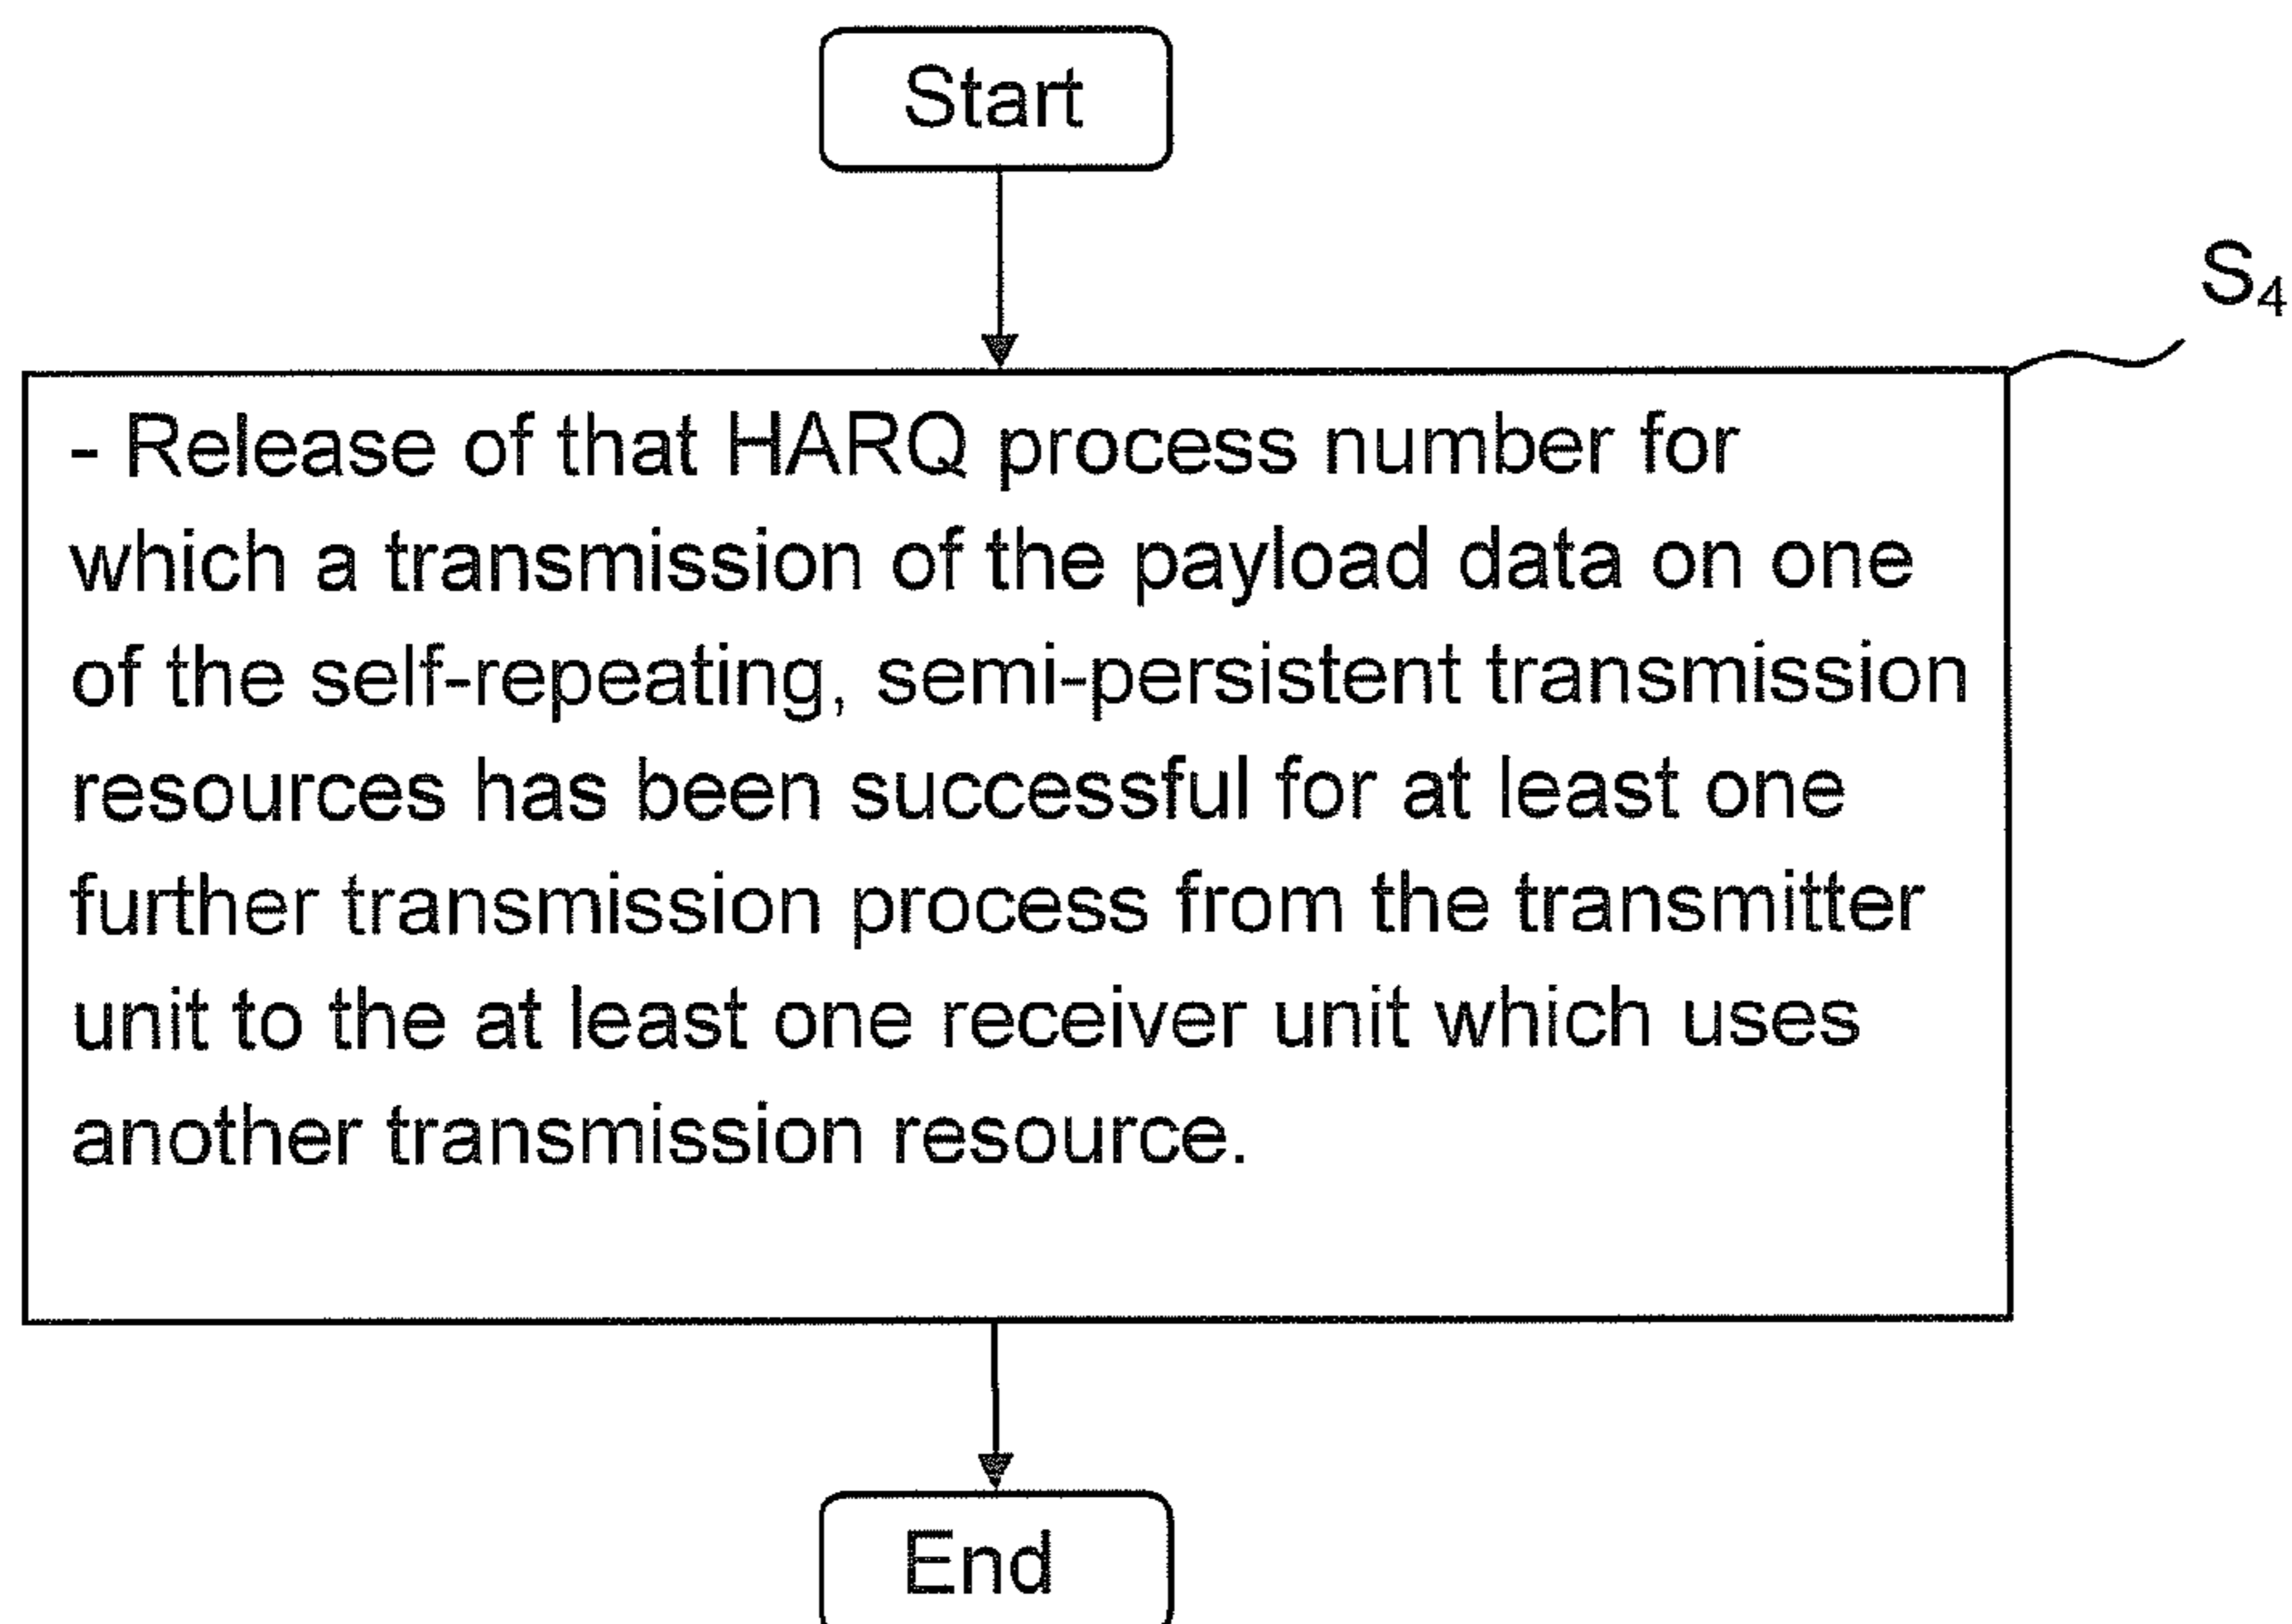 Start
S₄
- Release of that HARQ process number for
which a transmission of the payload data on one
of the self-repeating, semi-persistent transmission
resources has been successful for at least one
further transmission process from the transmitter
unit to the at least one receiver unit which uses
another transmission resource.
End